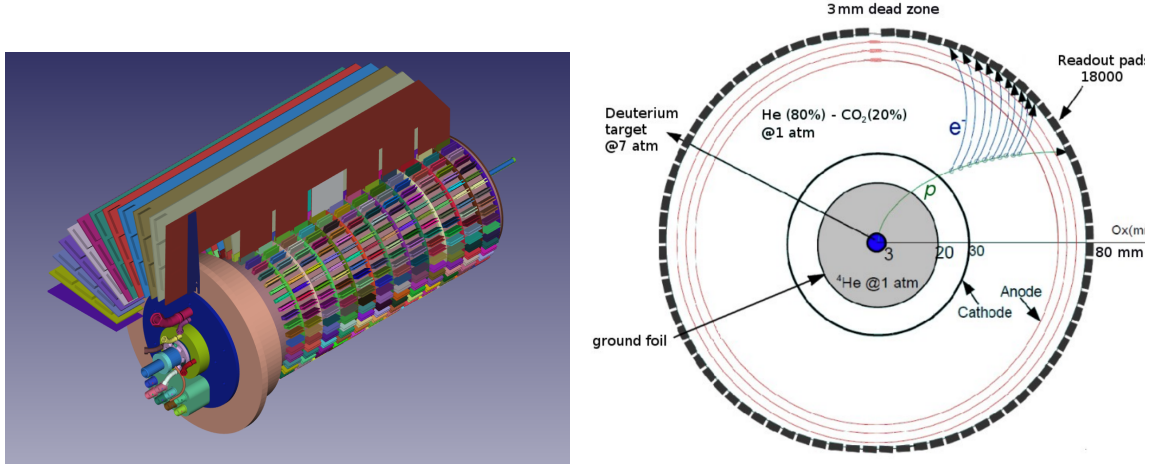 3 mm dead zone
Readout pads
18000
Deuterium
target
@7 atm
He (80%) - CO2(20%)
@1 atm
e-
p
Ox(m
3
20
30
80 mm
4He @1 atm
Anode
Cathode
ground foil